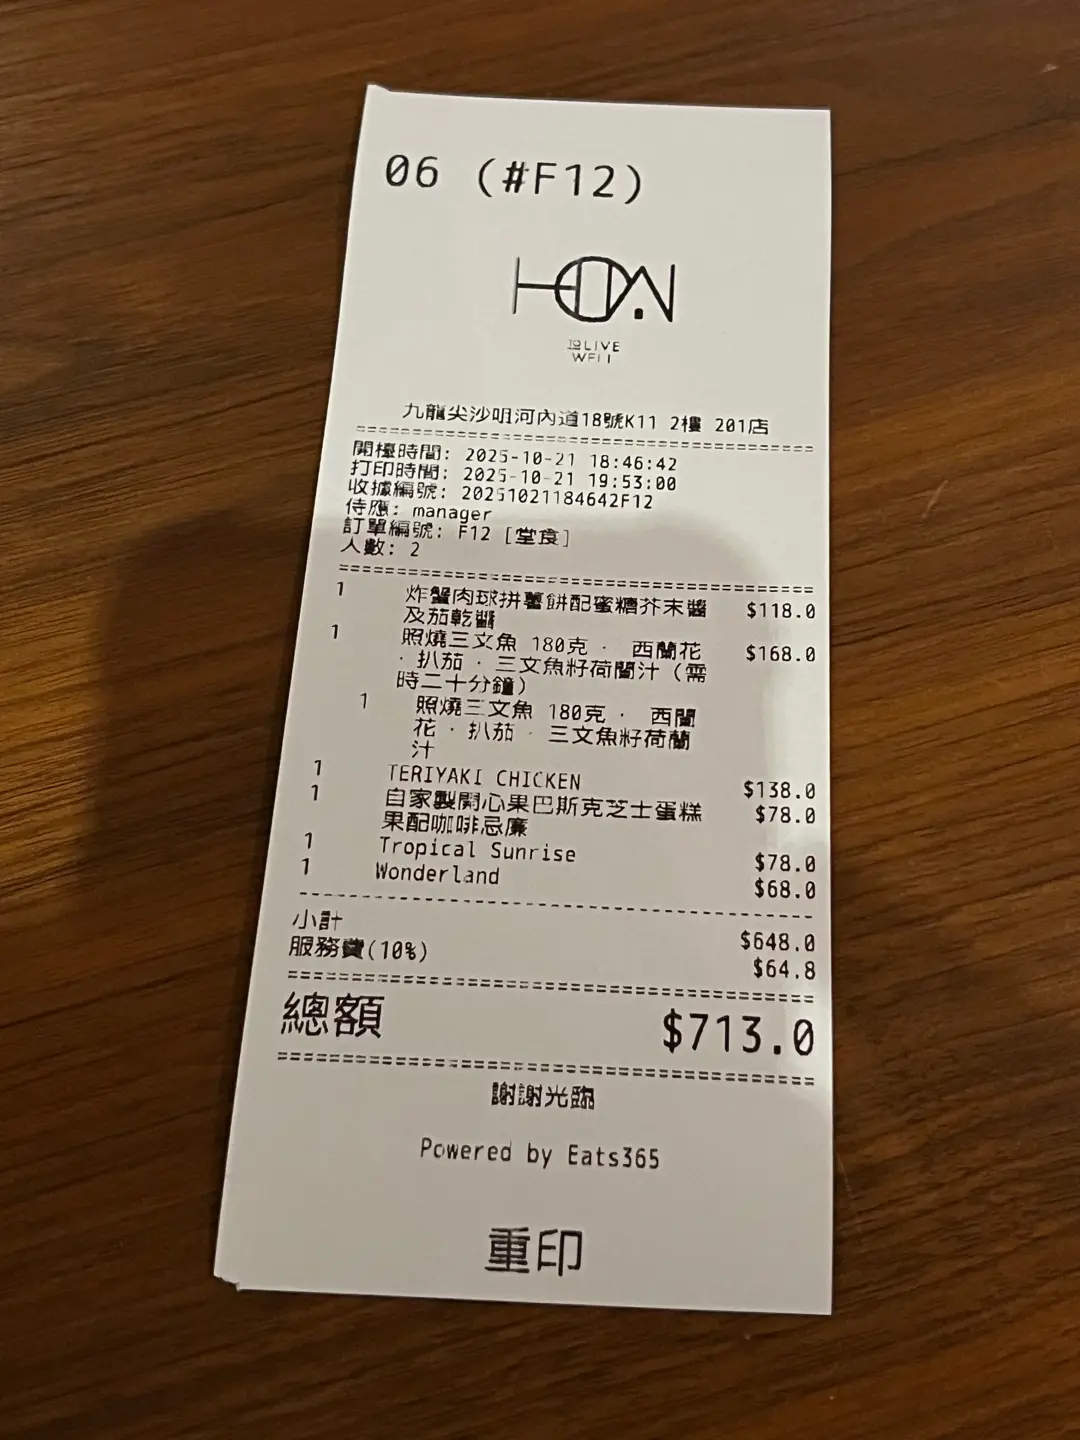 06 (#F12)
HOW
TO LIVE
WELL
九龍尖沙咀河內道18號K11 2樓 201店
開檯時間: 2025-10-21 18:46:42
打印時間: 2025-10-21 19:53:00
收據編號: 20251021184642F12
侍應: manager
訂單編號: F12 [堂食]
人數: 2
1 炸蟹肉球拼薯餅配蜜糖芥末醬 $118.0
及茄乾醬
1 照燒三文魚 180克 · 西蘭花 $168.0
· 扒茄 · 三文魚籽荷蘭汁 (需
時二十分鐘)
1 照燒三文魚 180克 · 西蘭
花 · 扒茄 · 三文魚籽荷蘭
汁
1 TERIYAKI CHICKEN $138.0
1 自家製開心果巴斯克芝士蛋糕 $78.0
果配咖啡忌廉
1 Tropical Sunrise $78.0
1 Wonderland $68.0
小計 $648.0
服務費(10%) $64.8
總額 $713.0
謝謝光臨
Powered by Eats365
重印